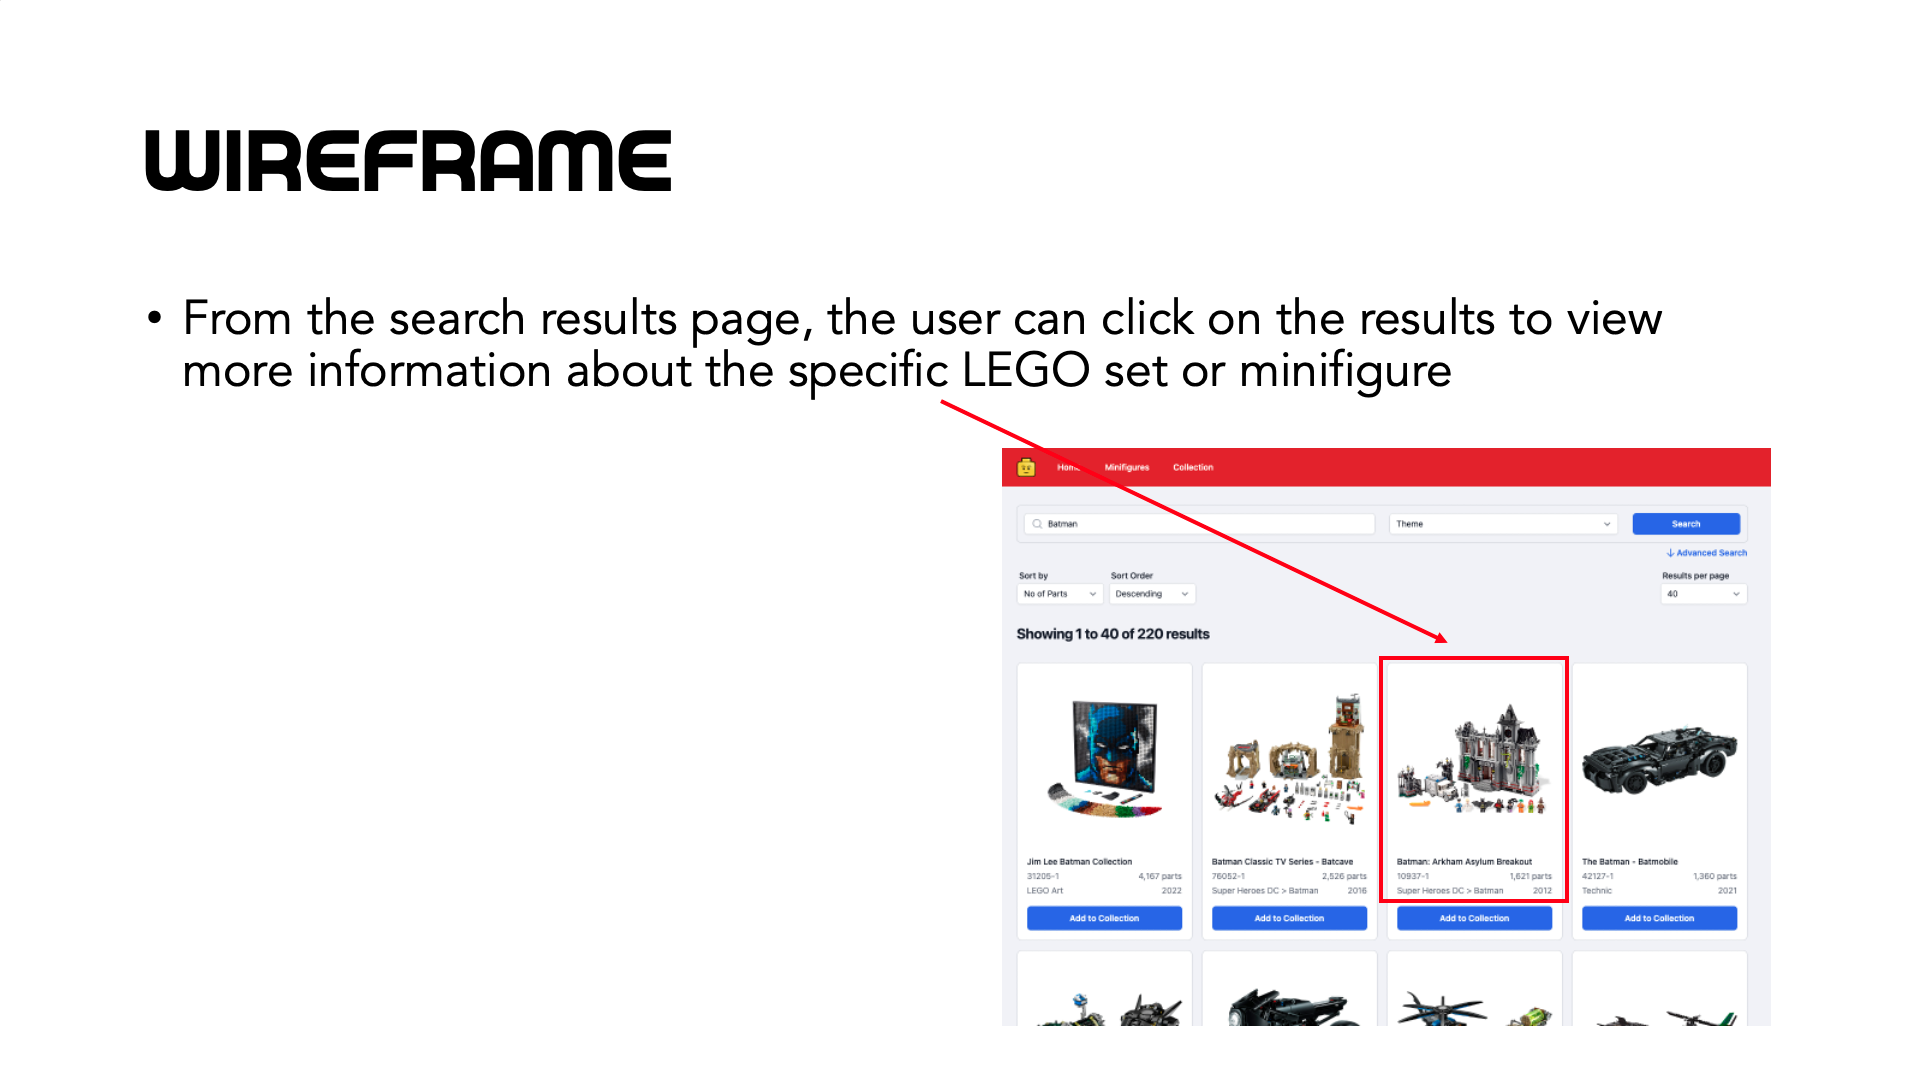 WIREFRAME
• From the search results page, the user can click on the results to view
more information about the specific LEGO set or minifigure
Home Minifigures Collection
Batman Theme Search
Advanced Search
Sort by Sort Order Results per page
No of Parts Descending 40
Showing 1 to 40 of 220 results
Jim Lee Batman Collection
31205-1 4,167 parts
LEGO Art 2022
Add to Collection
Batman Classic TV Series - Batcave
76052-1 2,526 parts
Super Heroes DC > Batman 2016
Add to Collection
Batman: Arkham Asylum Breakout
10937-1 1,621 parts
Super Heroes DC > Batman 2012
Add to Collection
The Batman - Batmobile
42127-1 1,360 parts
Technic 2021
Add to Collection